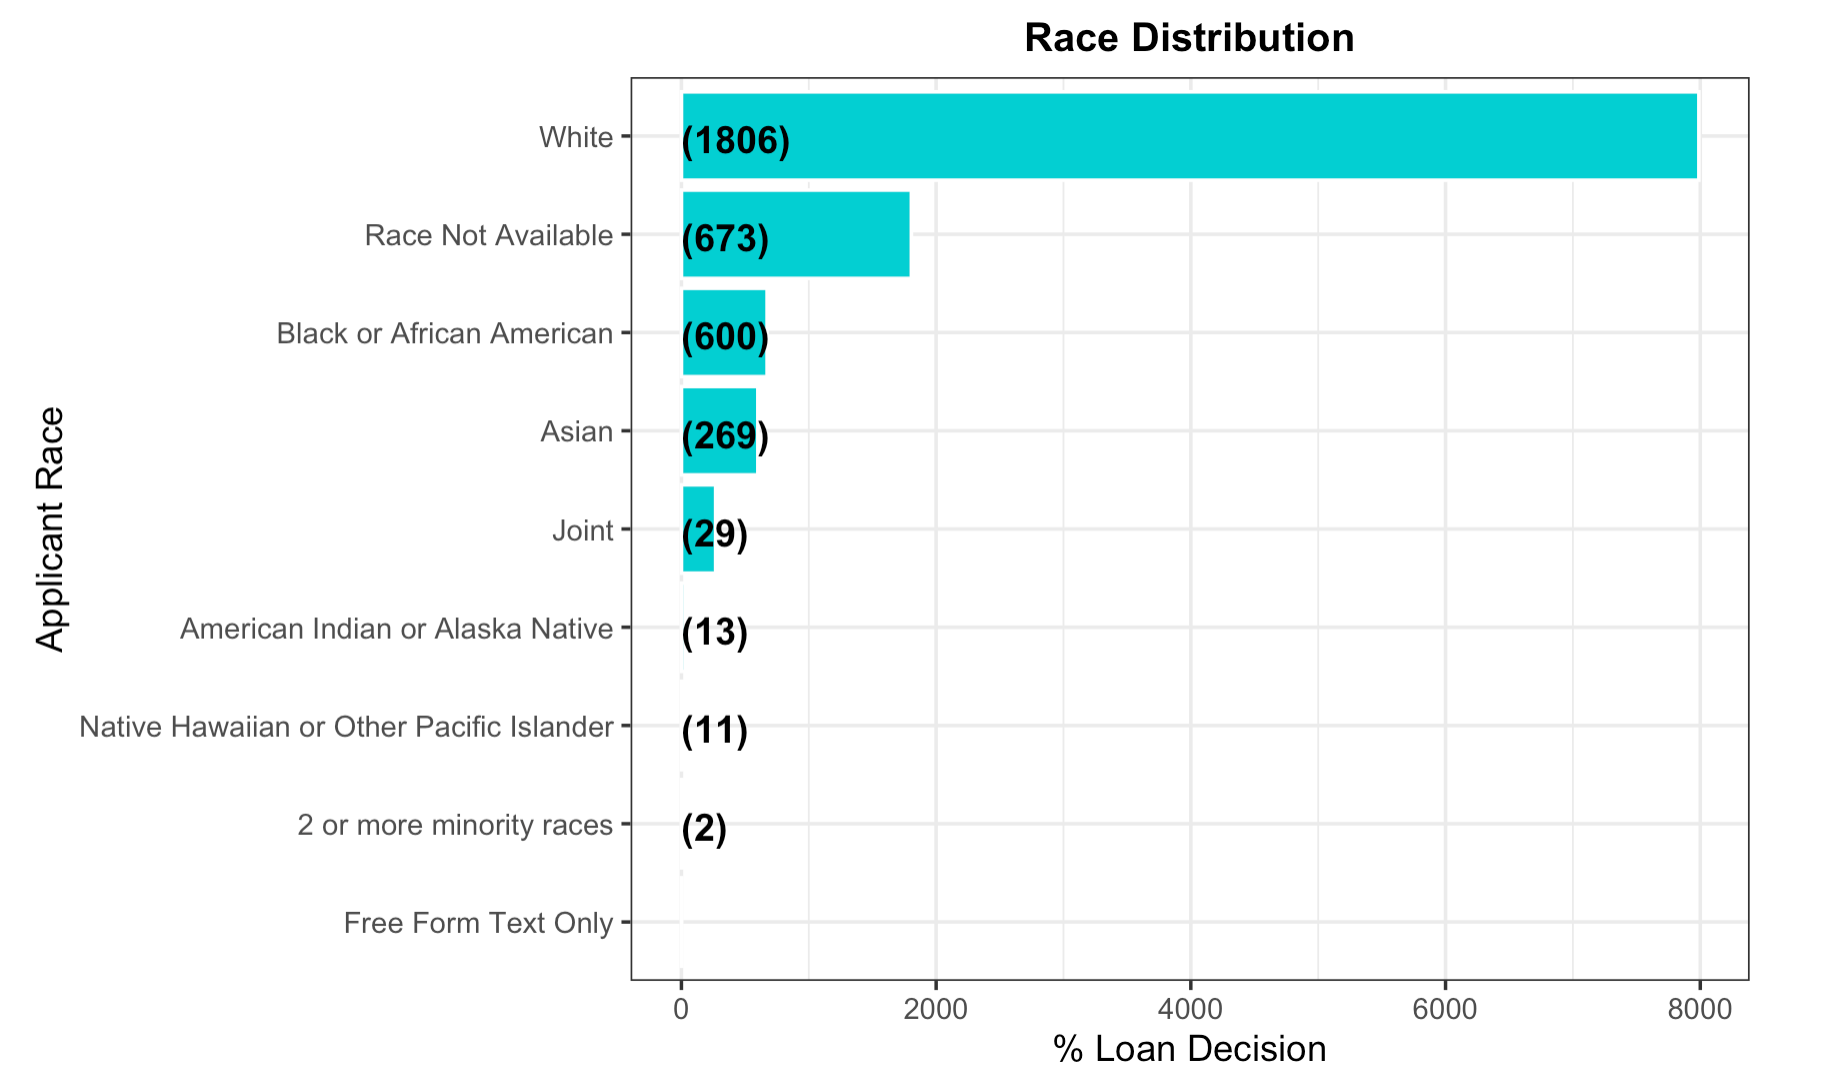 Race Distribution
Applicant Race
White
(1806)
Race Not Available
(673)
Black or African American
(600)
Asian
(269)
Joint
(29)
American Indian or Alaska Native
(13)
Native Hawaiian or Other Pacific Islander
(11)
2 or more minority races
(2)
Free Form Text Only
0 2000 4000 6000 8000
% Loan Decision